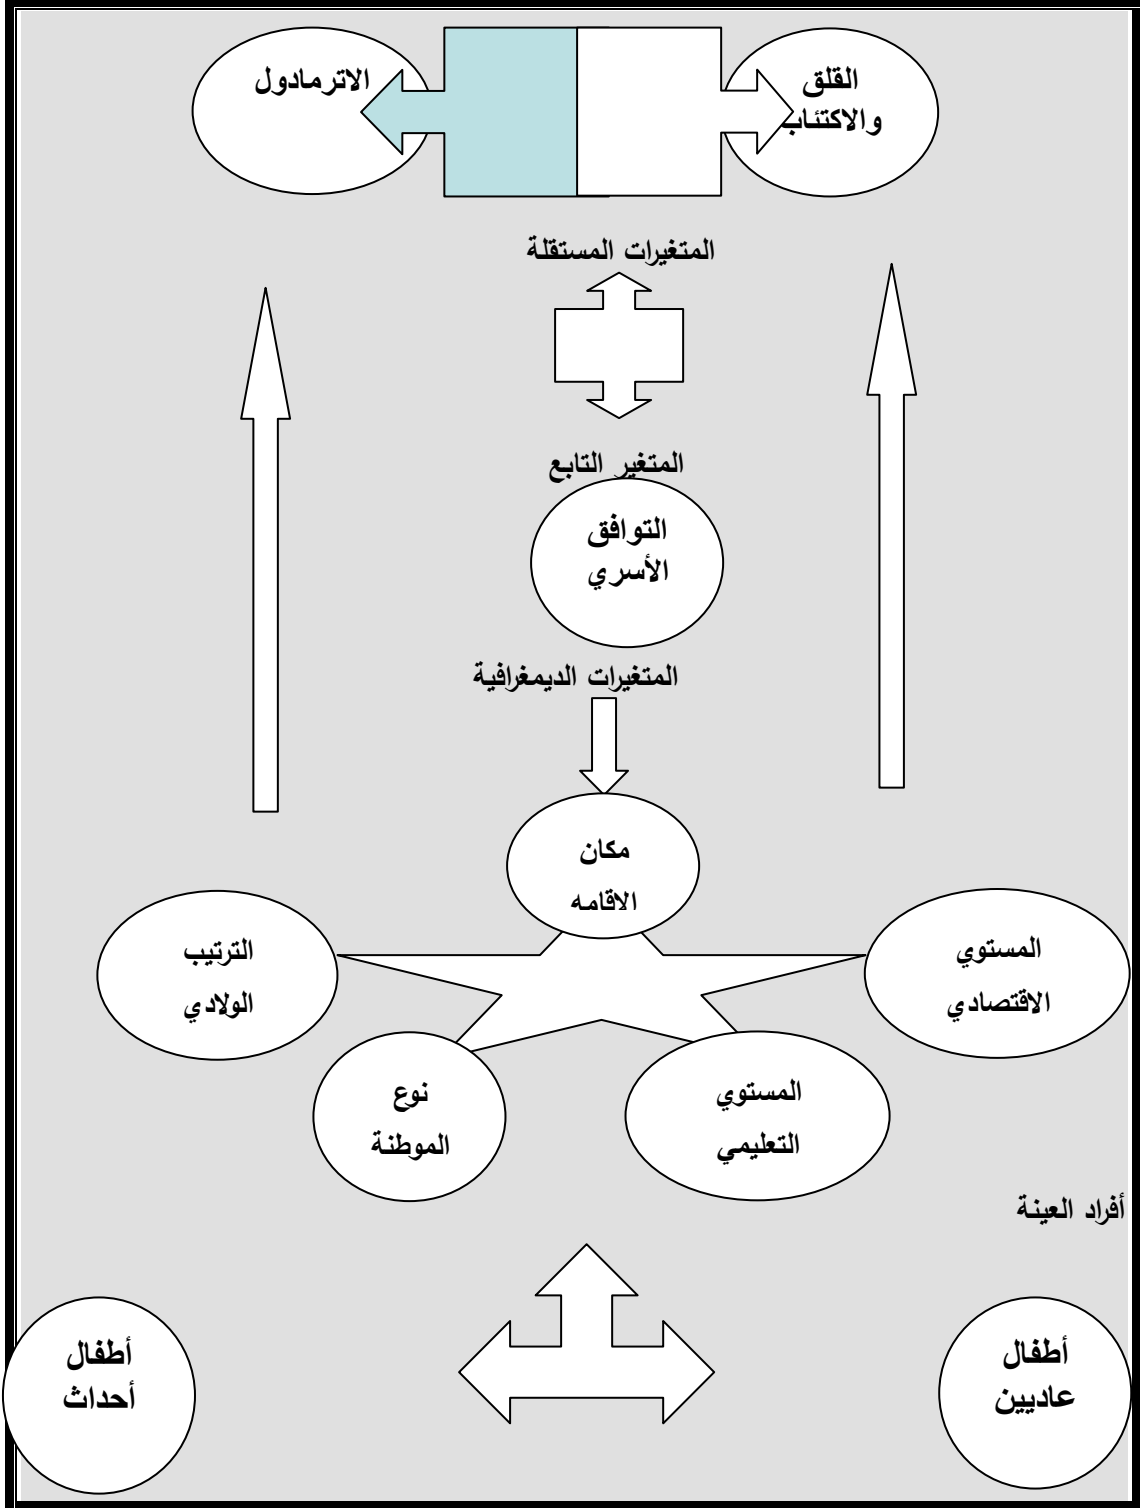 القلق
والاكتئاب
الاترمادول
المتغيرات المستقلة
المتغير التابع
التوافق
الأسري
المتغيرات الديمغرافية
مكان
الاقامه
المستوي
الاقتصادي
الترتيب
الولادي
المستوي
التعليمي
نوع
الموطنة
أفراد العينة
أطفال
عاديين
أطفال
أحداث